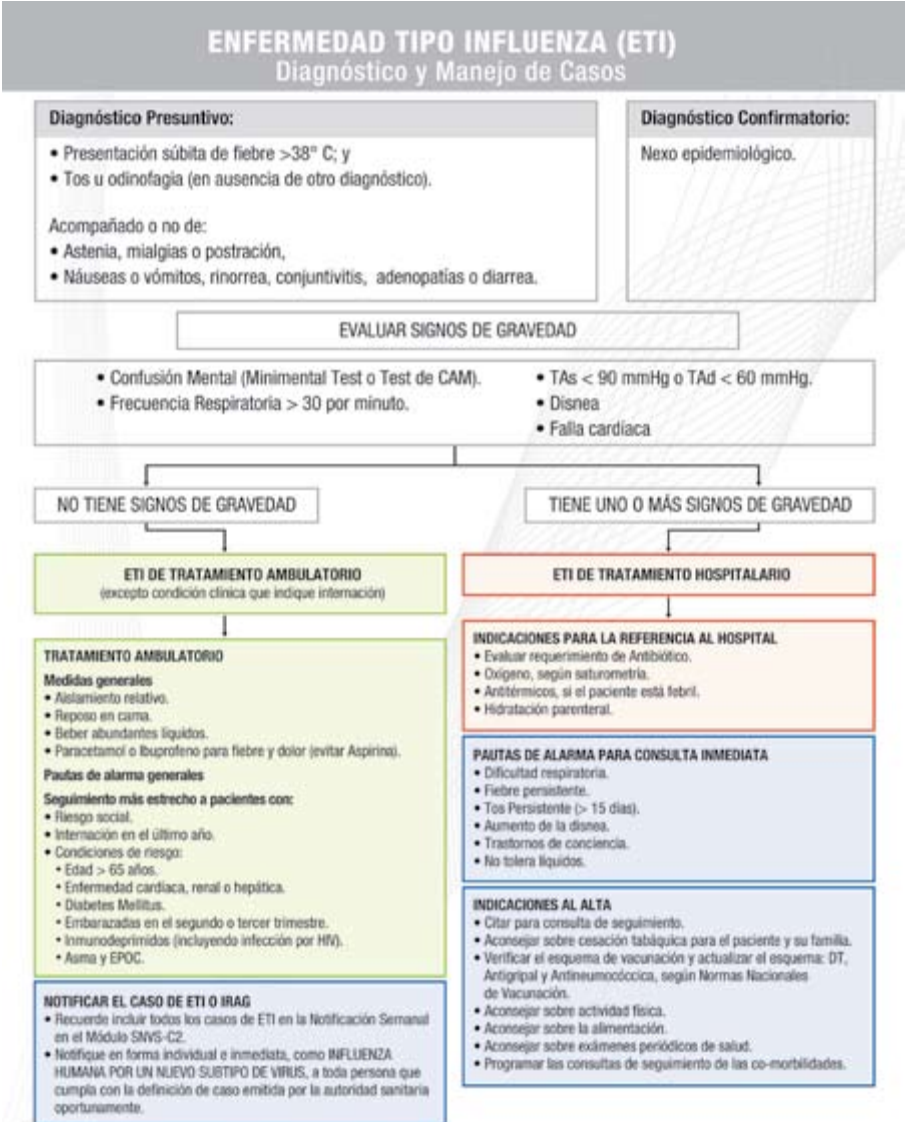 ENFERMEDAD TIPO INFLUENZA (ETI)
Diagnóstico y Manejo de Casos
Diagnóstico Presuntivo:
• Presentación súbita de fiebre >38° C; y
• Tos u odinofagia (en ausencia de otro diagnóstico).
Acompañado o no de:
• Astenia, mialgias o postración,
• Náuseas o vómitos, rinorrea, conjuntivitis, adenopatías o diarrea.
Diagnóstico Confirmatorio:
Nexo epidemiológico.
EVALUAR SIGNOS DE GRAVEDAD
• Confusión Mental (Minimental Test o Test de CAM).
• Frecuencia Respiratoria > 30 por minuto.
• TAs < 90 mmHg o TAd < 60 mmHg.
• Disnea
• Falla cardíaca
NO TIENE SIGNOS DE GRAVEDAD
ETI DE TRATAMIENTO AMBULATORIO
(excepto condición clínica que indique internación)
TRATAMIENTO AMBULATORIO
Medidas generales
• Aislamiento relativo.
• Reposo en cama.
• Beber abundantes líquidos.
• Paracetamol o Ibuprofeno para fiebre y dolor (evitar Aspirina).
Pautas de alarma generales
Seguimiento más estrecho a pacientes con:
• Riesgo social.
• Internación en el último año.
• Condiciones de riesgo:
• Edad > 65 años.
• Enfermedad cardíaca, renal o hepática.
• Diabetes Mellitus.
• Embarazadas en el segundo o tercer trimestre.
• Inmunodeprimidos (incluyendo infección por HIV).
• Asma y EPOC.
NOTIFICAR EL CASO DE ETI O IRAG
• Recuerde incluir todos los casos de ETI en la Notificación Semanal
en el Módulo SNVS-C2.
• Notifique en forma individual e inmediata, como INFLUENZA
HUMANA POR UN NUEVO SUBTIPO DE VIRUS, a toda persona que
cumpla con la definición de caso emitida por la autoridad sanitaria
oportunamente.
TIENE UNO O MÁS SIGNOS DE GRAVEDAD
ETI DE TRATAMIENTO HOSPITALARIO
INDICACIONES PARA LA REFERENCIA AL HOSPITAL
• Evaluar requerimiento de Antibiótico.
• Oxígeno, según saturometría.
• Antitérmicos, si el paciente está febril.
• Hidratación parenteral.
PAUTAS DE ALARMA PARA CONSULTA INMEDIATA
• Dificultad respiratoria.
• Fiebre persistente.
• Tos Persistente (> 15 días).
• Aumento de la disnea.
• Trastornos de conciencia.
• No tolera líquidos.
INDICACIONES AL ALTA
• Citar para consulta de seguimiento.
• Aconsejar sobre cesación tabáquica para el paciente y su familia.
• Verificar el esquema de vacunación y actualizar el esquema: DT,
Antigripal y Antineumocóccica, según Normas Nacionales
de Vacunación.
• Aconsejar sobre actividad física.
• Aconsejar sobre la alimentación.
• Aconsejar sobre exámenes periódicos de salud.
• Programar las consultas de seguimiento de las co-morbilidades.